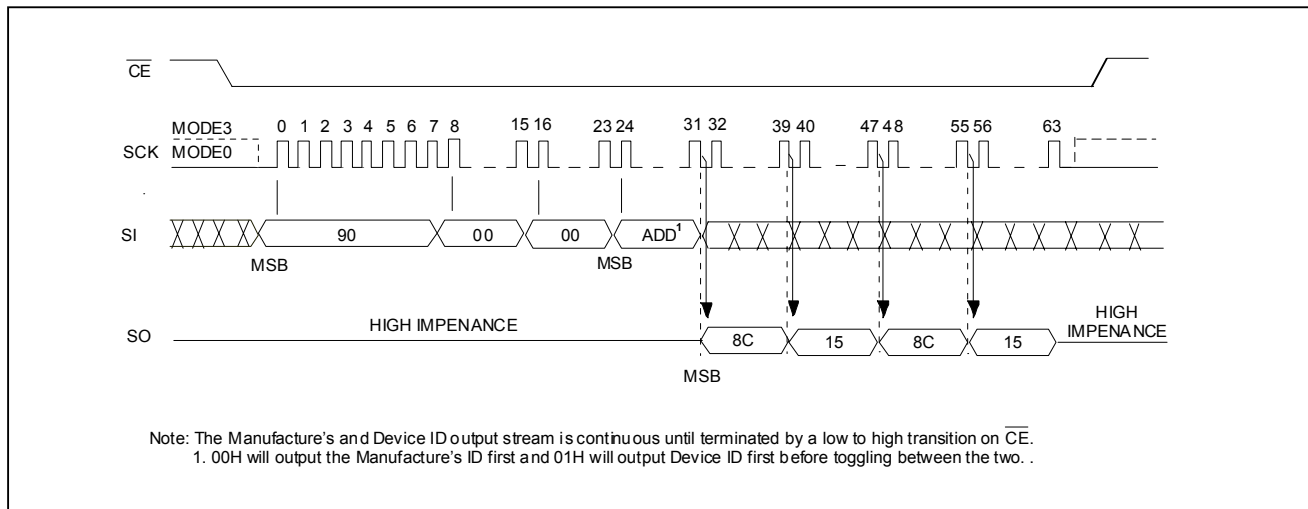 CE
MODE3
SCK MODE0
0 1 2 3 4 5 6 7 8 15 16 23 24 31 32 39 40 47 48 55 56 63
SI 90 00 00 ADD1
MSB MSB
HIGH IMPENANCE
HIGH IMPENANCE
SO 8C 15 8C 15
MSB
Note: The Manufacture's and Device ID output stream is continuous until terminated by a low to high transition on CE.
1. 00H will output the Manufacture's ID first and 01H will output Device ID first before toggling between the two. .